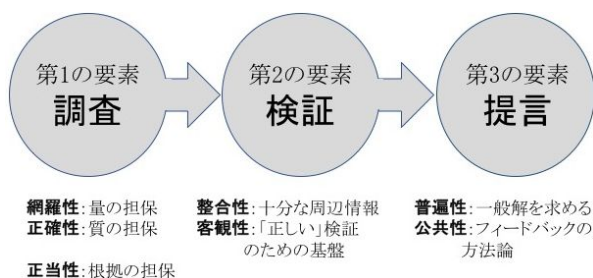 第1の要素
調査
第2の要素
検証
第3の要素
提言
網羅性:量の担保
正確性:質の担保
正当性:根拠の担保
整合性:十分な周辺情報
客観性:「正しい」検証
のための基盤
普遍性:一般解を求める
公共性:フィードバックの
方法論